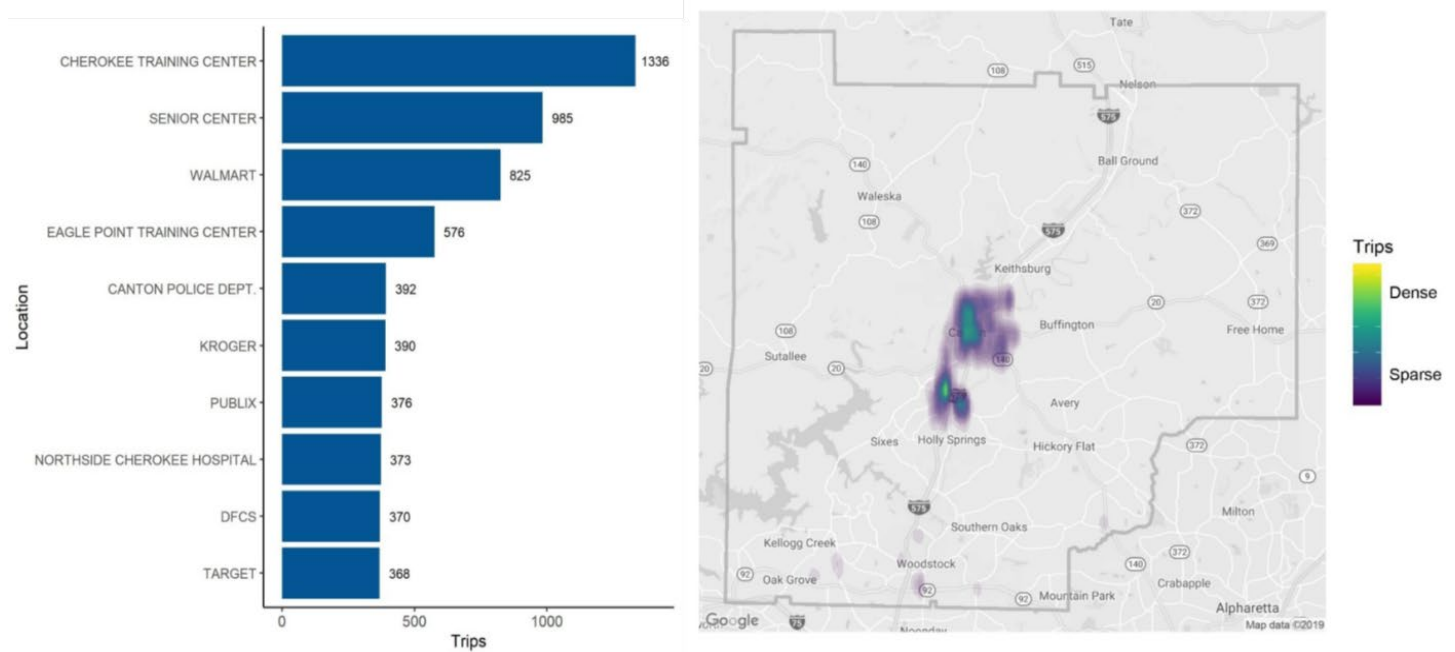 CHEROKEE TRAINING CENTER 1336
SENIOR CENTER 985
WALMART 825
EAGLE POINT TRAINING CENTER 576
CANTON POLICE DEPT. 392
KROGER 390
PUBLIX 376
NORTHSIDE CHEROKEE HOSPITAL 373
DFCS 370
TARGET 368
Location
0 500 1000
Trips
Tate
108
515
Nelson
575
140
Ball Ground
Waleska
108
372
575
369
Keithsburg
20
372
Buffington
Free Home
108
140
Sutallee
20
20
Avery
Sixes
Holly Springs
Hickory Flat
372
9
575
Milton
Southern Oaks
Kellogg Creek
372
Woodstock
140
92
Oak Grove
92
92
Mountain Park
Crabapple
Alpharetta
Google
75
Noonday
Map data ©2019
Trips
Dense
Sparse